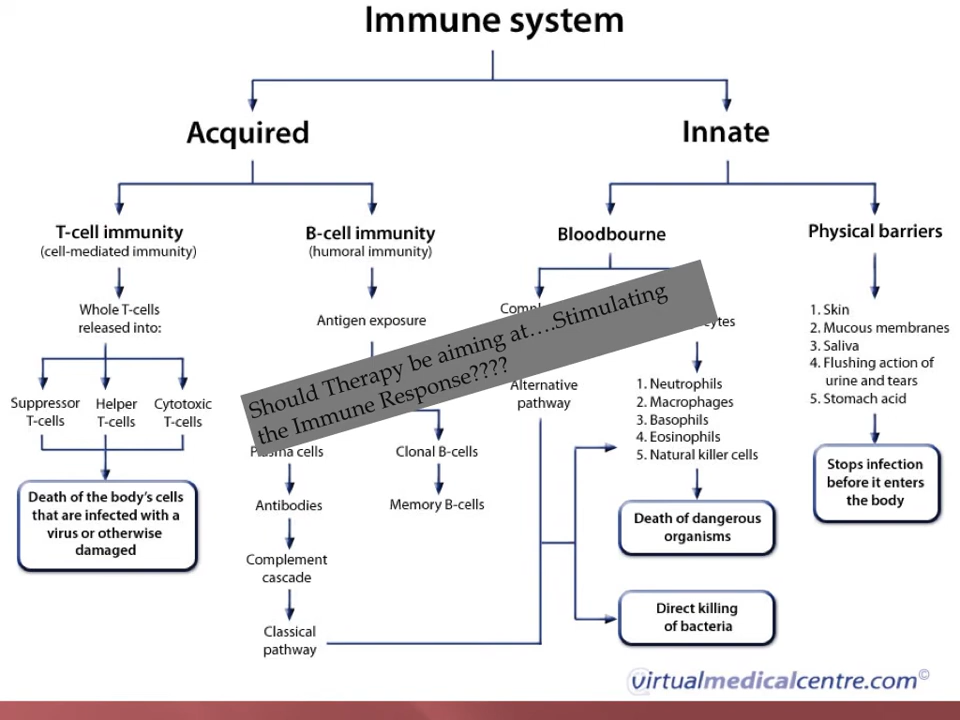 Immune system
Acquired
Innate
T-cell immunity
(cell-mediated immunity)
B-cell immunity
(humoral immunity)
Bloodbourne
Physical barriers
Whole T-cells
released into:
Antigen exposure
1. Skin
2. Mucous membranes
3. Saliva
4. Flushing action of
urine and tears
5. Stomach acid
Should Therapy be aiming at….Stimulating
the Immune Response????
Suppressor
T-cells
Helper
T-cells
Cytotoxic
T-cells
Alternative
pathway
1. Neutrophils
2. Macrophages
3. Basophils
4. Eosinophils
5. Natural killer cells
Plasma cells
Clonal B-cells
Death of the body's cells
that are infected with a
virus or otherwise
damaged
Antibodies
Memory B-cells
Death of dangerous
organisms
Stops infection
before it enters
the body
Complement
cascade
Direct killing
of bacteria
Classical
pathway
virtualmedicalcentre.com©